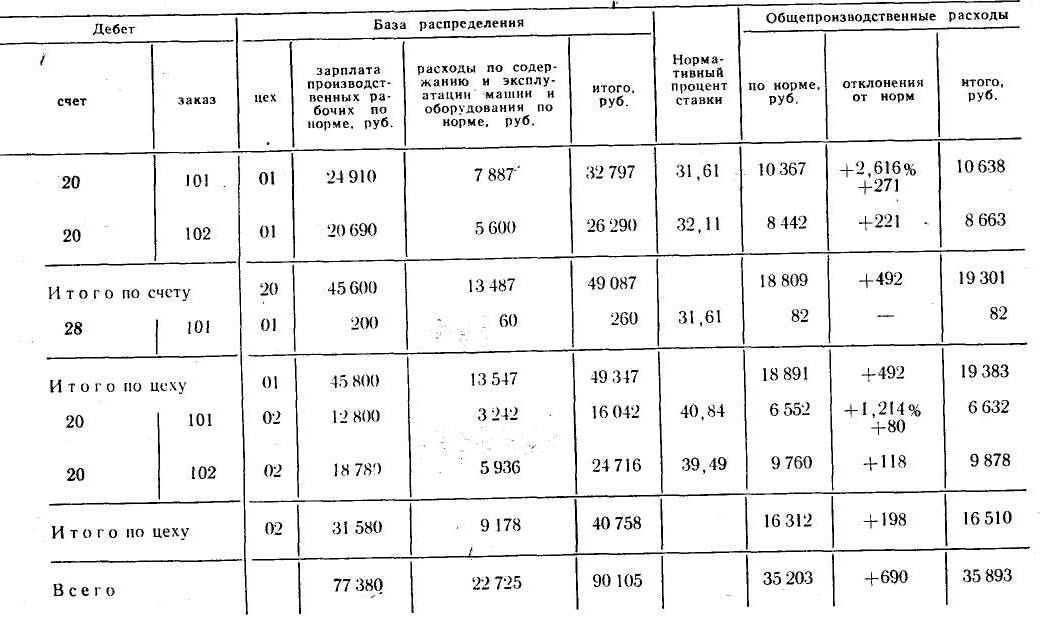 Дебет База распределения Норма-тивный процент ставки Общепроизводственные расходы
счет заказ цех зарплата производст-венных ра-бочих по норме, руб. расходы по содер-жанию и эксплу-атации машин и оборудования по норме, руб. итого, руб. по норме, руб. отклонения от норм итого, руб.
20 101 01 24 910 7 887 32 797 31,61 10 367 +2,616% 10 638
+271
20 102 01 20 690 5 600 26 290 32,11 8 442 +221 8 663
Итого по счету 20 45 600 13 487 49 087 18 809 +492 19 301
28 101 01 200 60 260 31,61 82 — 82
Итого по цеху 01 45 800 13 547 49 347 18 891 +492 19 383
20 101 02 12 800 3 242 16 042 40,84 6 552 +1,214% 6 632
+80
20 102 02 18 780 5 936 24 716 39,49 9 760 +118 9 878
Итого по цеху 02 31 580 9 178 40 758 16 312 +198 16 510
Всего 77 380 22 725 90 105 35 203 +690 35 893